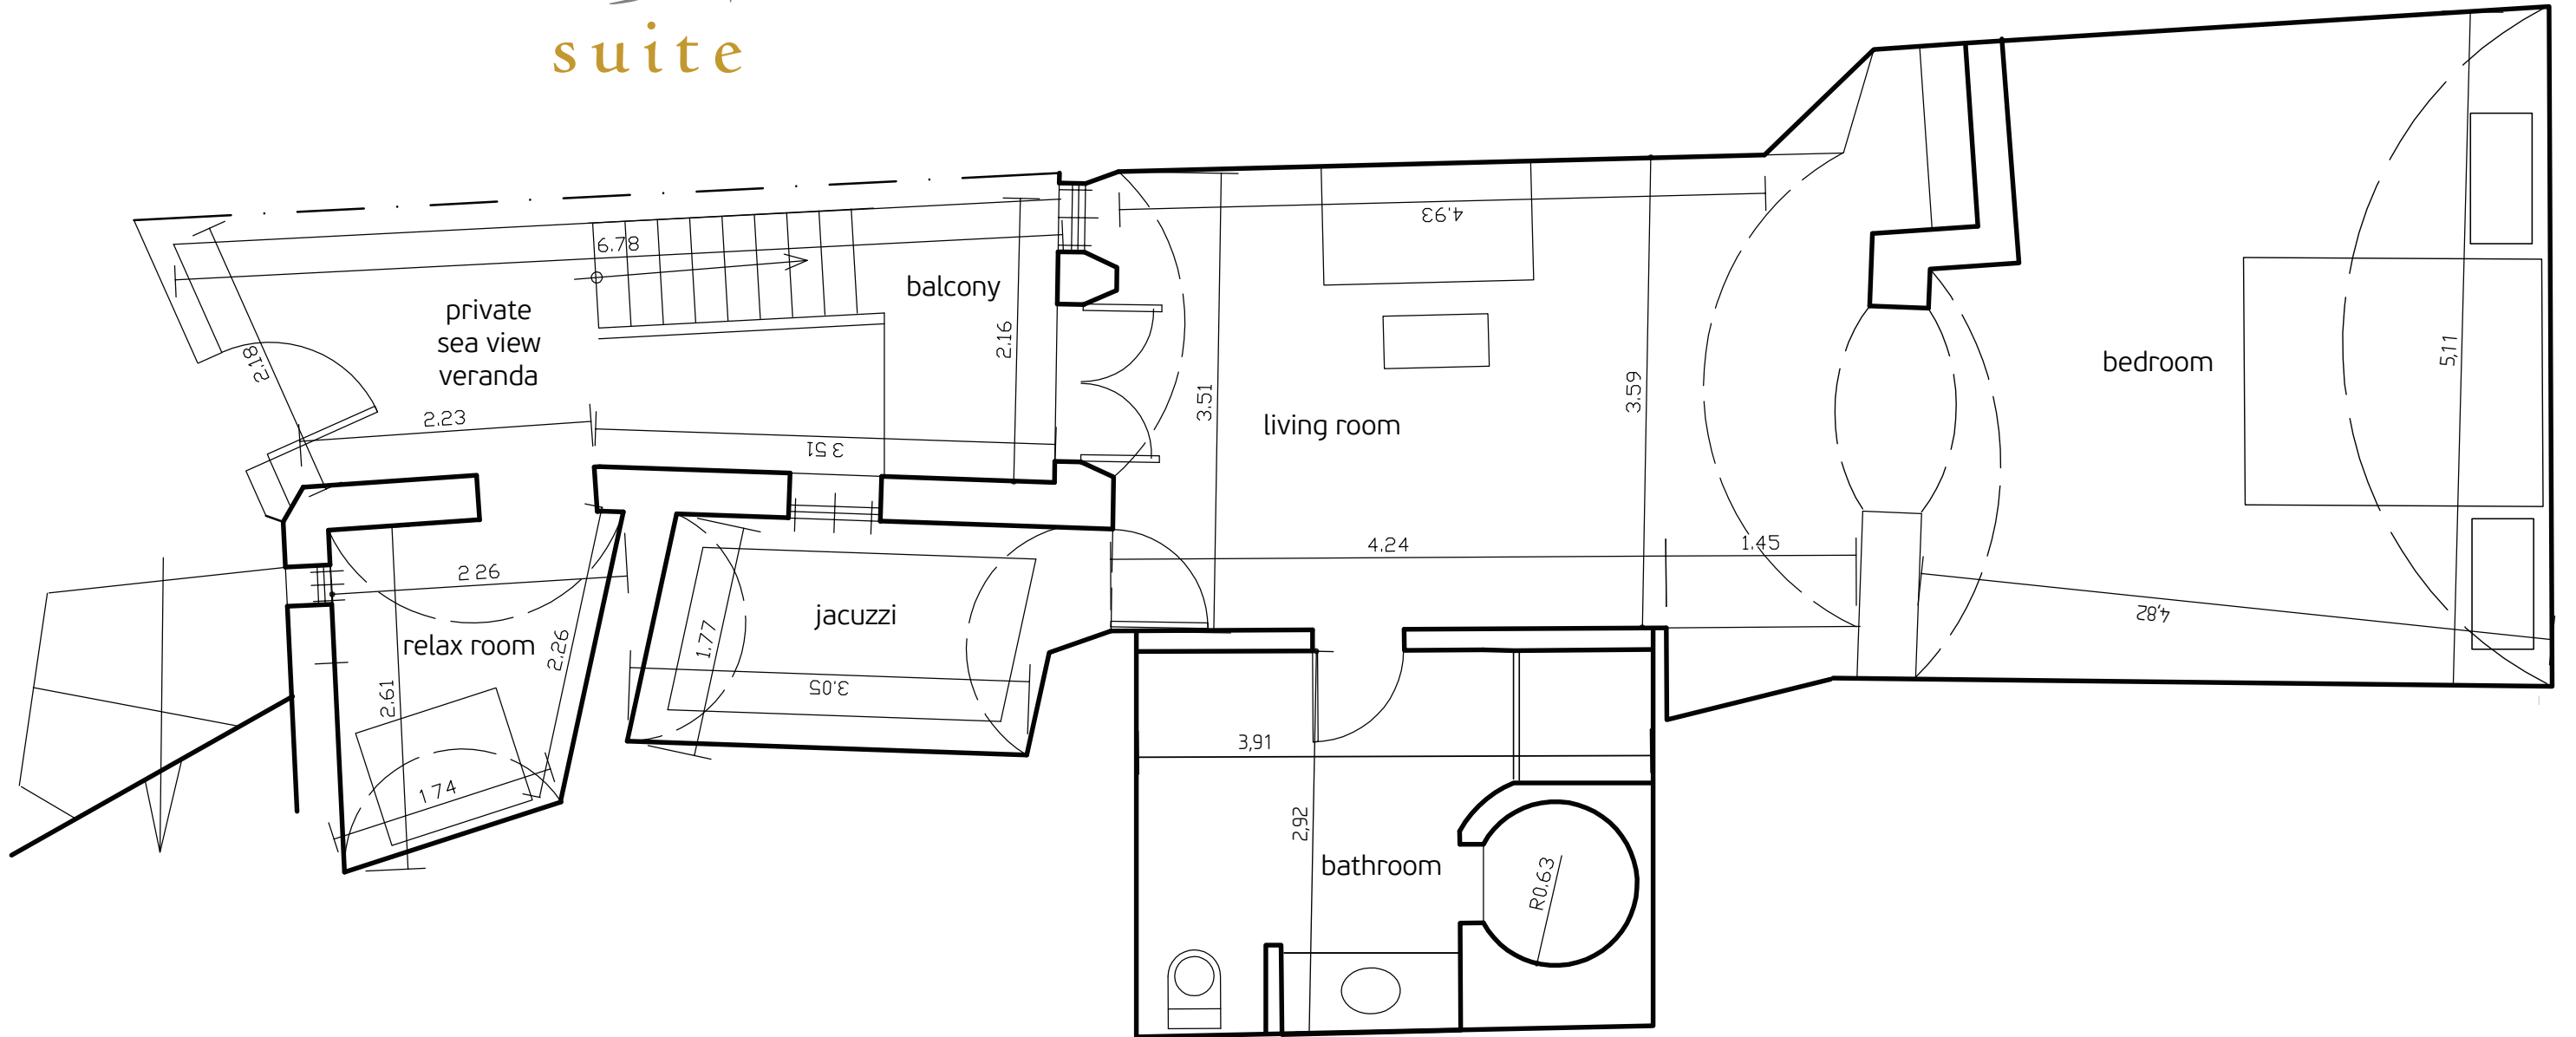 suite
4.93
6.78
balcony
private
sea view
veranda
2.16
2.18
bedroom
5,11
3.51
3.59
living room
2.23
3.51
4.24
1.45
2 26
jacuzzi
4,82
relax room
2.26
1.77
2.61
3.05
3,91
1 74
2,92
bathroom
R0.63